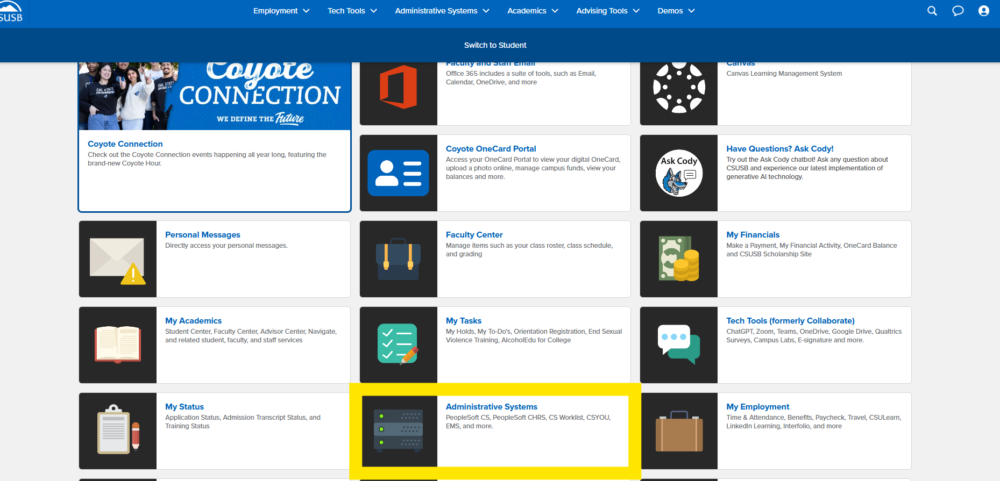 SUSB
Employment
Tech Tools
Administrative Systems
Academics
Advising Tools
Demos
Switch to Student
Coyote
CONNECTION
WE DEFINE THE Future
CAL STATE
CAL STATE
Coyote Connection
Check out the Coyote Connection events happening all year long, featuring the
brand-new Coyote Hour.
Faculty and Staff Email
Office 365 includes a suite of tools, such as Email,
Calendar, OneDrive, and more
Canvas
Canvas Learning Management System
Coyote OneCard Portal
Access your OneCard Portal to view your digital OneCard,
upload a photo online, manage campus funds, view your
balances and more.
Ask Cody
Have Questions? Ask Cody!
Try out the Ask Cody chatbot! Ask any question about
CSUSB and experience our latest implementation of
generative AI technology.
Personal Messages
Directly access your personal messages.
Faculty Center
Manage items such as your class roster, class schedule,
and grading
My Financials
Make a Payment, My Financial Activity, OneCard Balance
and CSUSB Scholarship Site
My Academics
Student Center, Faculty Center, Advisor Center, Navigate,
and related student, faculty, and staff services
My Tasks
My Holds, My To-Do's, Orientation Registration, End Sexual
Violence Training, AlcoholEdu for College
Tech Tools (formerly Collaborate)
ChatGPT, Zoom, Teams, OneDrive, Google Drive, Qualtrics
Surveys, Campus Labs, E-signature and more.
My Status
Application Status, Admission Transcript Status, and
Training Status
Administrative Systems
PeopleSoft CS, PeopleSoft CHRS, CS Worklist, CSYOU,
EMS, and more.
My Employment
Time & Attendance, Benefits, Paycheck, Travel, CSULearn,
LinkedIn Learning, Interfolio, and more